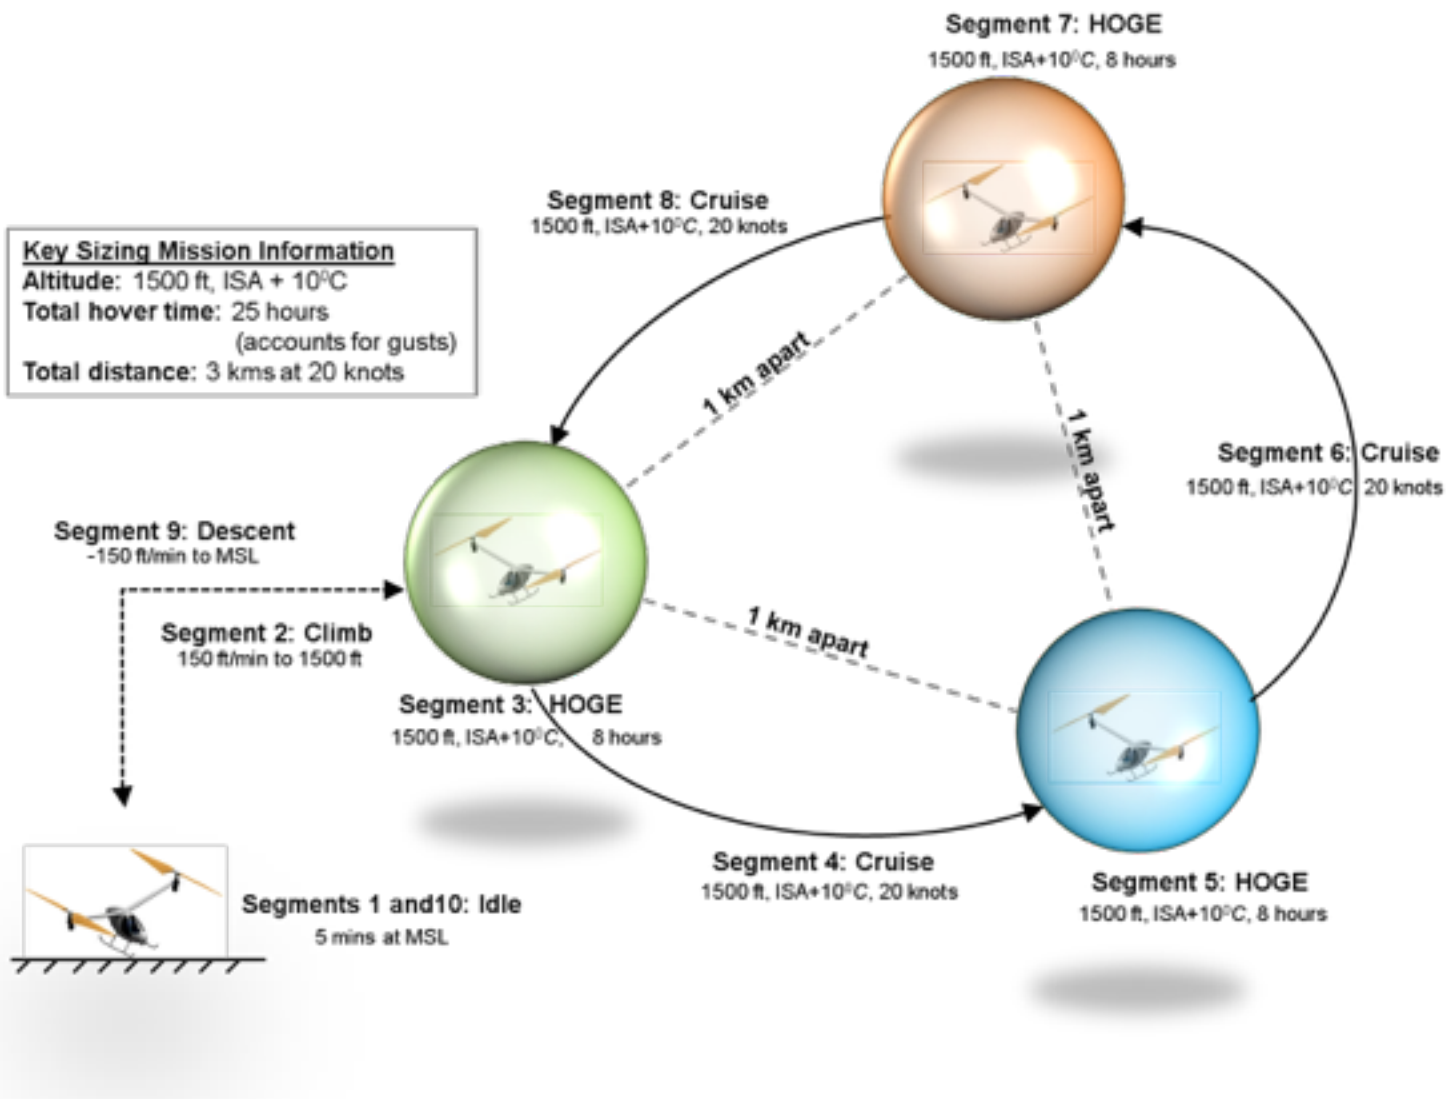 Segment 7: HOGE
1500 ft, ISA+10⁰C, 8 hours
Segment 8: Cruise
1500 ft, ISA+10⁰C, 20 knots
Key Sizing Mission Information
Altitude: 1500 ft, ISA + 10⁰C
Total hover time: 25 hours
(accounts for gusts)
Total distance: 3 kms at 20 knots
1 km apart
1 km apart
Segment 6: Cruise
1500 ft, ISA+10⁰C 20 knots
Segment 9: Descent
-150 ft/min to MSL
Segment 2: Climb
150 ft/min to 1500 ft
1 km apart
Segment 3: HOGE
1500 ft, ISA+10⁰C, 8 hours
Segment 4: Cruise
1500 ft, ISA+10⁰C, 20 knots
Segment 5: HOGE
1500 ft, ISA+10⁰C, 8 hours
Segments 1 and10: Idle
5 mins at MSL